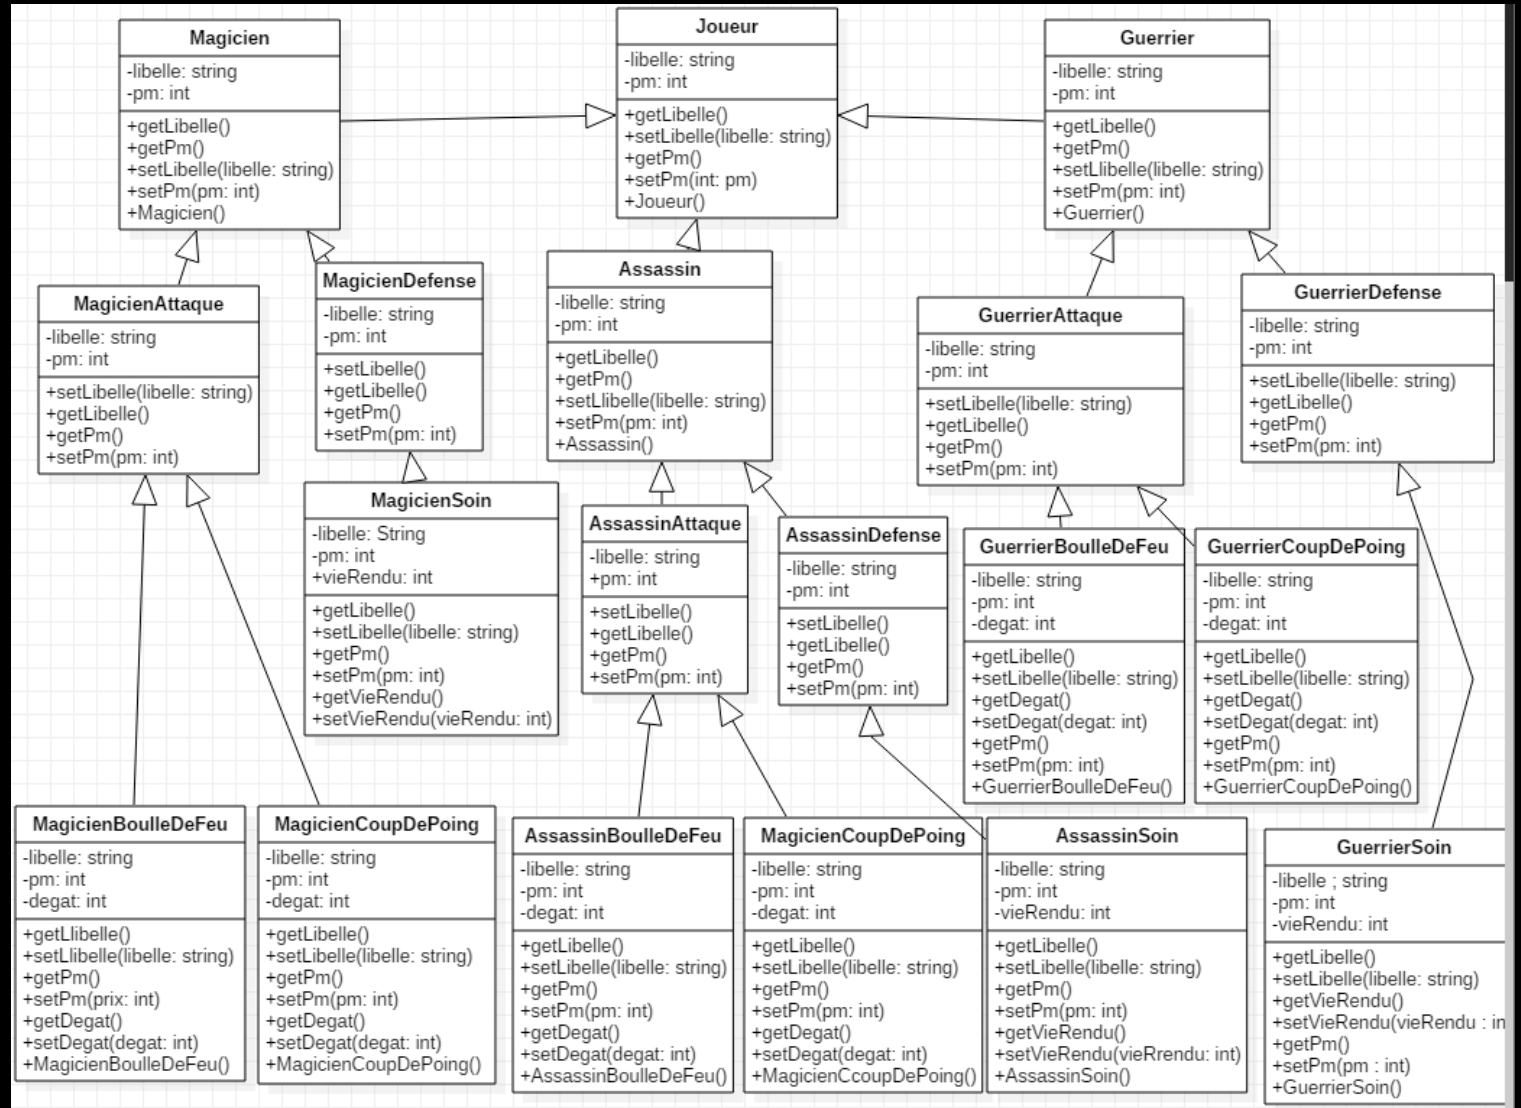 Magicien
-libelle: string
-pm: int
+getLibelle()
+getPm()
+setLibelle(libelle: string)
+setPm(pm: int)
+Magicien()
Joueur
-libelle: string
-pm: int
+getLibelle()
+setLibelle(libelle: string)
+getPm()
+setPm(int: pm)
+Joueur()
Guerrier
-libelle: string
-pm: int
+getLibelle()
+getPm()
+setLlibelle(libelle: string)
+setPm(pm: int)
+Guerrier()
MagicienAttaque
-libelle: string
-pm: int
+setLibelle(libelle: string)
+getLibelle()
+getPm()
+setPm(pm: int)
MagicienDefense
-libelle: string
-pm: int
+setLibelle()
+getLibelle()
+getPm()
+setPm(pm: int)
Assassin
-libelle: string
-pm: int
+getLibelle()
+getPm()
+setLlibelle(libelle: string)
+setPm(pm: int)
+Assassin()
GuerrierAttaque
-libelle: string
-pm: int
+setLibelle(libelle: string)
+getLibelle()
+getPm()
+setPm(pm: int)
GuerrierDefense
-libelle: string
-pm: int
+setLibelle(libelle: string)
+getLibelle()
+getPm()
+setPm(pm: int)
MagicienSoin
-libelle: String
-pm: int
+vieRendu: int
+getLibelle()
+setLibelle(libelle: string)
+getPm()
+setPm(pm: int)
+getVieRendu()
+setVieRendu(vieRendu: int)
AssassinAttaque
-libelle: string
+pm: int
+setLibelle()
+getLibelle()
+getPm()
+setPm(pm: int)
AssassinDefense
-libelle: string
-pm: int
+setLibelle()
+getLibelle()
+getPm()
+setPm(pm: int)
GuerrierBoulleDeFeu
-libelle: string
-pm: int
-degat: int
+getLibelle()
+setLibelle(libelle: string)
+getDegat()
+setDegat(degat: int)
+getPm()
+setPm(pm: int)
+GuerrierBoulleDeFeu()
GuerrierCoupDePoing
-libelle: string
-pm: int
-degat: int
+getLibelle()
+setLibelle(libelle: string)
+getDegat()
+setDegat(degat: int)
+getPm()
+setPm(pm: int)
+GuerrierCoupDePoing()
MagicienBoulleDeFeu
-libelle: string
-pm: int
-degat: int
+getLlibelle()
+setLlibelle(libelle: string)
+getPm()
+setPm(prix: int)
+getDegat()
+setDegat(degat: int)
+MagicienBoulleDeFeu()
MagicienCoupDePoing
-libelle: string
-pm: int
-degat: int
+getLibelle()
+setLibelle(libelle: string)
+getPm()
+setPm(pm: int)
+getDegat()
+setDegat(degat: int)
+MagicienCoupDePoing()
AssassinBoulleDeFeu
-libelle: string
-pm: int
-degat: int
+getLibelle()
+setLibelle(libelle: string)
+getPm()
+setPm(pm: int)
+getDegat()
+setDegat(degat: int)
+AssassinBoulleDeFeu()
MagicienCoupDePoing
-libelle: string
-pm: int
-degat: int
+getLibelle()
+setLibelle(libelle: string)
+getPm()
+setPm(pm: int)
+getDegat()
+setDegat(degat: int)
+MagicienCcoupDePoing()
AssassinSoin
-libelle: string
-pm: int
-vieRendu: int
+getLibelle()
+setLibelle(libelle: string)
+getPm()
+setPm(pm: int)
+getVieRendu()
+setVieRendu(vieRrendu: int)
+AssassinSoin()
GuerrierSoin
-libelle ; string
-pm: int
-vieRendu: int
+getLibelle()
+setLibelle(libelle: string)
+getVieRendu()
+setVieRendu(vieRendu : in
+getPm()
+setPm(pm : int)
+GuerrierSoin()